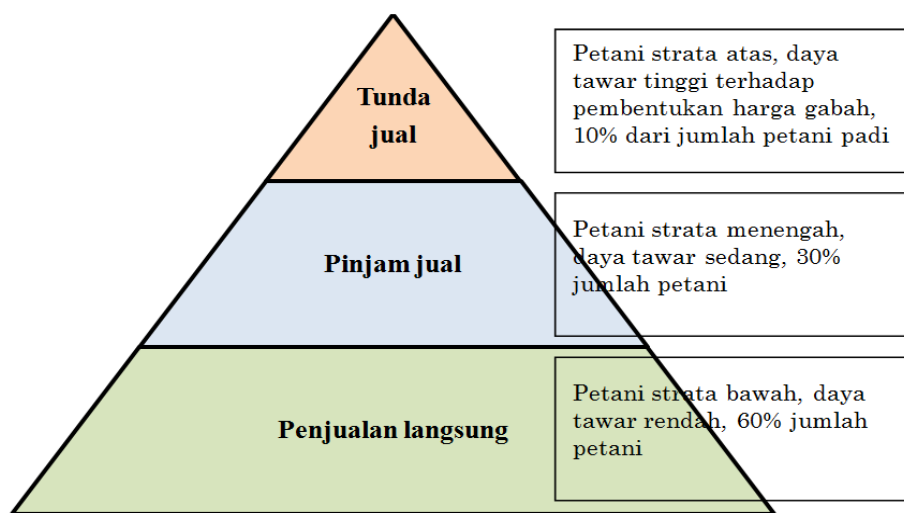 Tunda
jual
Petani strata atas, daya
tawar tinggi terhadap
pembentukan harga gabah,
10% dari jumlah petani padi
Pinjam jual
Petani strata menengah,
daya tawar sedang, 30%
jumlah petani
Penjualan langsung
Petani strata bawah, daya
tawar rendah, 60% jumlah
petani